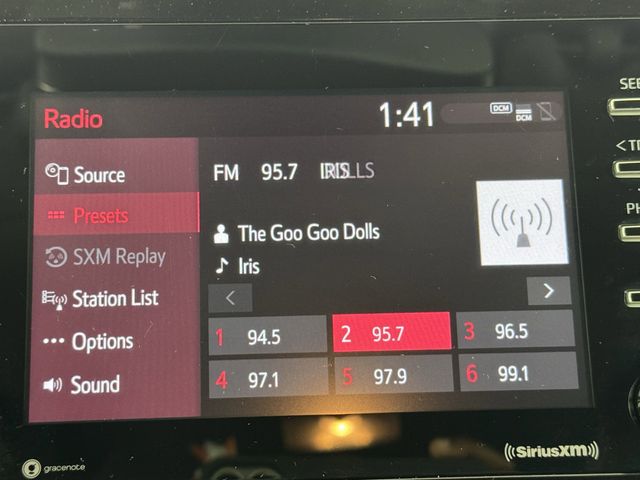 Radio
1:41
DCM
DCM
Source
Presets
SXM Replay
Station List
Options
Sound
FM 95.7
The Goo Goo Dolls
Iris
<
>
1 94.5
2 95.7
3 96.5
4 97.1
5 97.9
6 99.1
gracenote
SiriusXM